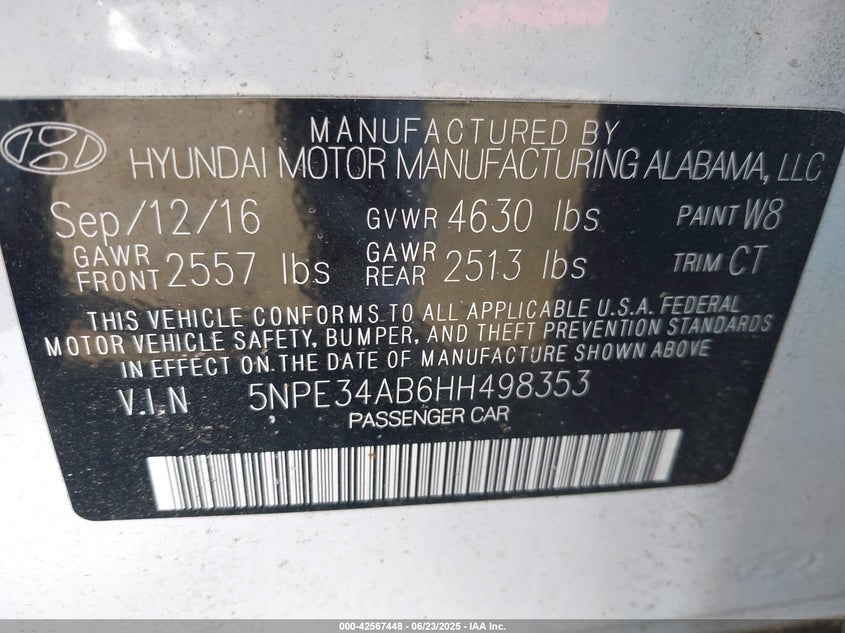 MANUFACTURED BY
HYUNDAI MOTOR MANUFACTURING ALABAMA, LLC
Sep/12/16 GVWR 4630 lbs PAINT W8
GAWR FRONT 2557 lbs GAWR REAR 2513 lbs TRIM CT
THIS VEHICLE CONFORMS TO ALL APPLICABLE U.S.A. FEDERAL
MOTOR VEHICLE SAFETY, BUMPER, AND THEFT PREVENTION STANDARDS
IN EFFECT ON THE DATE OF MANUFACTURE SHOWN ABOVE
V.I.N 5NPE34AB6HH498353
PASSENGER CAR
000-42567448 - 06/23/2025 - IAA Inc.